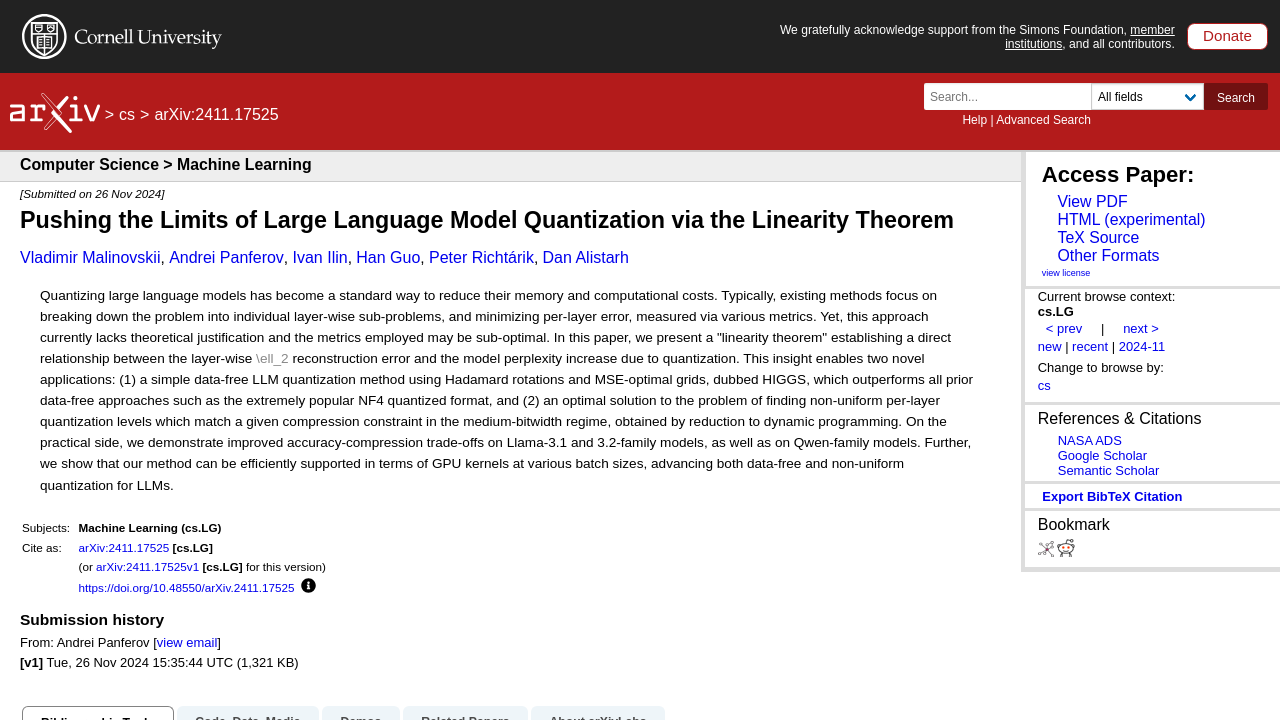 Cornell University
We gratefully acknowledge support from the Simons Foundation, member
institutions, and all contributors.
Donate
arXiv > cs > arXiv:2411.17525
Search...
All fields
Search
Help | Advanced Search
Computer Science > Machine Learning
[Submitted on 26 Nov 2024]
Pushing the Limits of Large Language Model Quantization via the Linearity Theorem
Vladimir Malinovskii, Andrei Panferov, Ivan Ilin, Han Guo, Peter Richtárik, Dan Alistarh
Quantizing large language models has become a standard way to reduce their memory and computational costs. Typically, existing methods focus on
breaking down the problem into individual layer-wise sub-problems, and minimizing per-layer error, measured via various metrics. Yet, this approach
currently lacks theoretical justification and the metrics employed may be sub-optimal. In this paper, we present a "linearity theorem" establishing a direct
relationship between the layer-wise \ell_2 reconstruction error and the model perplexity increase due to quantization. This insight enables two novel
applications: (1) a simple data-free LLM quantization method using Hadamard rotations and MSE-optimal grids, dubbed HIGGS, which outperforms all prior
data-free approaches such as the extremely popular NF4 quantized format, and (2) an optimal solution to the problem of finding non-uniform per-layer
quantization levels which match a given compression constraint in the medium-bitwidth regime, obtained by reduction to dynamic programming. On the
practical side, we demonstrate improved accuracy-compression trade-offs on Llama-3.1 and 3.2-family models, as well as on Qwen-family models. Further,
we show that our method can be efficiently supported in terms of GPU kernels at various batch sizes, advancing both data-free and non-uniform
quantization for LLMs.
Subjects: Machine Learning (cs.LG)
Cite as: arXiv:2411.17525 [cs.LG]
(or arXiv:2411.17525v1 [cs.LG] for this version)
https://doi.org/10.48550/arXiv.2411.17525
Submission history
From: Andrei Panferov [view email]
[v1] Tue, 26 Nov 2024 15:35:44 UTC (1,321 KB)
Access Paper:
View PDF
HTML (experimental)
TeX Source
Other Formats
view license
Current browse context:
cs.LG
< prev | next >
new | recent | 2024-11
Change to browse by:
cs
References & Citations
NASA ADS
Google Scholar
Semantic Scholar
Export BibTeX Citation
Bookmark